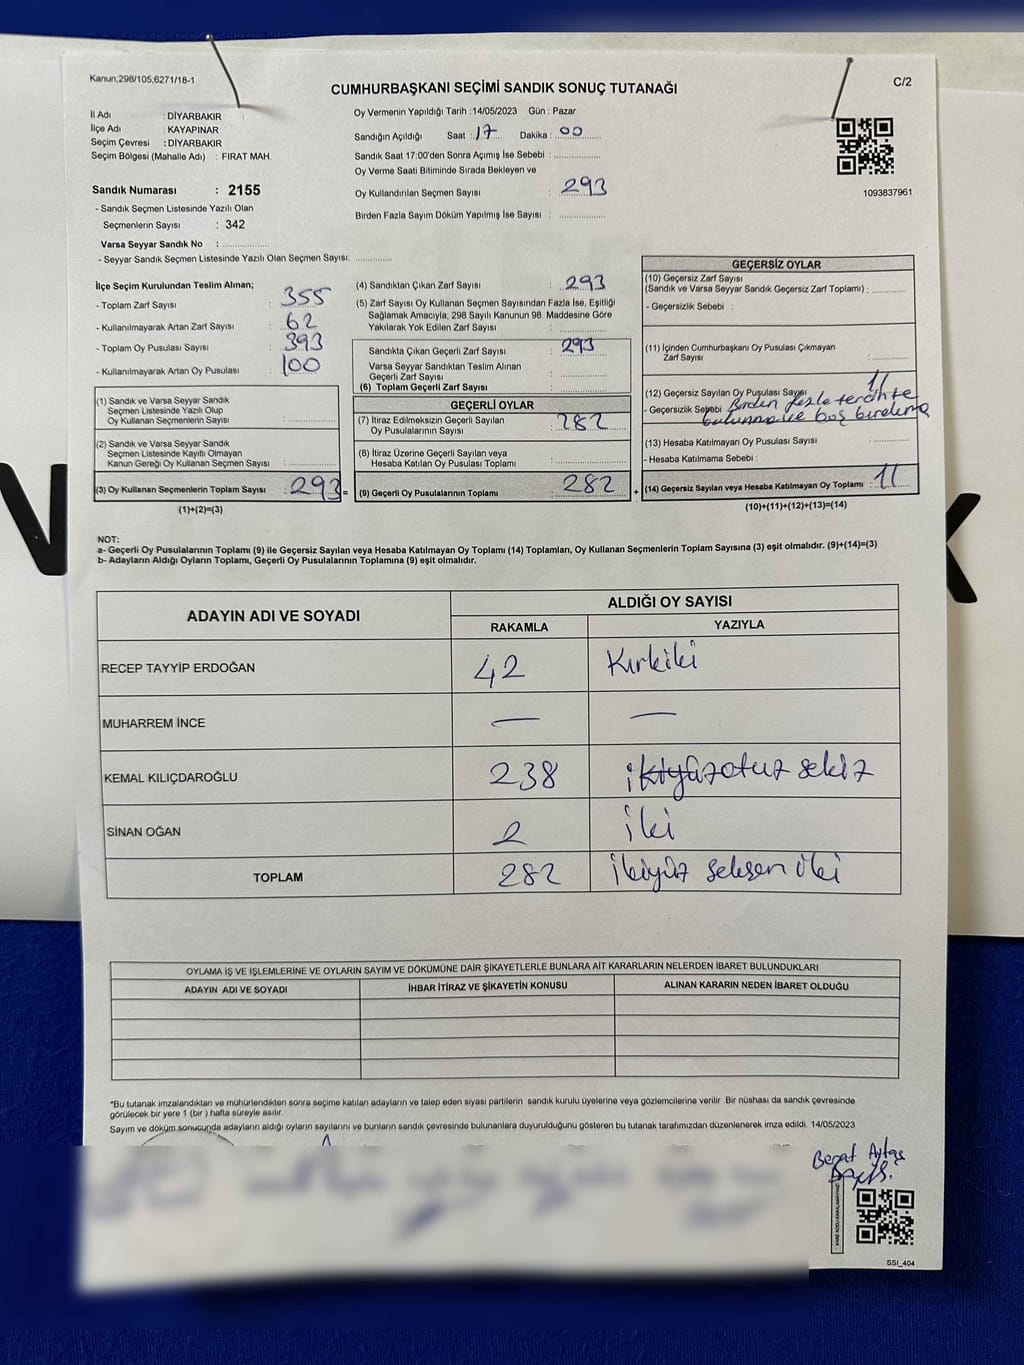 Kanun;298/105,6271/18-1
C/2
CUMHURBAŞKANI SEÇİMİ SANDIK SONUÇ TUTANAĞI
İl Adı : DİYARBAKIR
İlçe Adı : KAYAPINAR
Seçim Çevresi : DİYARBAKIR
Seçim Bölgesi (Mahalle Adı) : FIRAT MAH.
Sandık Numarası : 2155
- Sandık Seçmen Listesinde Yazılı Olan
Seçmenlerin Sayısı : 342
Varsa Seyyar Sandık No : ..................
- Seyyar Sandık Seçmen Listesinde Yazılı Olan Seçmen Sayısı: .............
Oy Vermenin Yapıldığı Tarih : 14/05/2023 Gün : Pazar
Sandığın Açıldığı Saat : 17 Dakika : 00
Sandık Saat 17:00'den Sonra Açımış İse Sebebi : ................
Oy Verme Saati Bitiminde Sırada Bekleyen ve
Oy Kullandırılan Seçmen Sayısı : 293
Birden Fazla Sayım Döküm Yapılmış İse Sayısı : ................
1093837961
İlçe Seçim Kurulundan Teslim Alınan;
- Toplam Zarf Sayısı : 355
- Kullanılmayarak Artan Zarf Sayısı : 62
- Toplam Oy Pusulası Sayısı : 393
- Kullanılmayarak Artan Oy Pusulası : 100
(1) Sandık ve Varsa Seyyar Sandık
Seçmen Listesinde Yazılı Olup
Oy Kullanan Seçmenlerin Sayısı : ................
(2) Sandık ve Varsa Seyyar Sandık
Seçmen Listesinde Kayıtlı Olmayan
Kanun Gereği Oy Kullanan Seçmen Sayısı : ................
(3) Oy Kullanan Seçmenlerin Toplam Sayısı : 293 =
(1)+(2)=(3)
(4) Sandıktan Çıkan Zarf Sayısı : 293
(5) Zarf Sayısı Oy Kullanan Seçmen Sayısından Fazla İse, Eşitliği
Sağlamak Amacıyla, 298 Sayılı Kanunun 98. Maddesine Göre
Yakılarak Yok Edilen Zarf Sayısı : ................
Sandıkta Çıkan Geçerli Zarf Sayısı : 293
Varsa Seyyar Sandıktan Teslim Alınan
Geçerli Zarf Sayısı : ................
(6) Toplam Geçerli Zarf Sayısı : ................
GEÇERLİ OYLAR
(7) İtiraz Edilmeksizin Geçerli Sayılan
Oy Pusulalarının Sayısı : 282
(8) İtiraz Üzerine Geçerli Sayılan veya
Hesaba Katılan Oy Pusulası Toplamı : ................
(9) Geçerli Oy Pusulalarının Toplamı : 282 +
GEÇERSİZ OYLAR
(10) Geçersiz Zarf Sayısı
(Sandık ve Varsa Seyyar Sandık Geçersiz Zarf Toplamı) : ............
- Geçersizlik Sebebi :
(11) İçinden Cumhurbaşkanı Oy Pusulası Çıkmayan
Zarf Sayısı : ............
(12) Geçersiz Sayılan Oy Pusulası Sayısı 11
- Geçersizlik Sebebi Birden fazla tercihte
bulunma ve boş bırakma
(13) Hesaba Katılmayan Oy Pusulası Sayısı : ............
- Hesaba Katılmama Sebebi :
(14) Geçersiz Sayılan veya Hesaba Katılmayan Oy Toplamı : 11
(10)+(11)+(12)+(13)=(14)
NOT:
a- Geçerli Oy Pusulalarının Toplamı (9) ile Geçersiz Sayılan veya Hesaba Katılmayan Oy Toplamı (14) Toplamları, Oy Kullanan Seçmenlerin Toplam Sayısına (3) eşit olmalıdır. (9)+(14)=(3)
b- Adayların Aldığı Oyların Toplamı, Geçerli Oy Pusulalarının Toplamına (9) eşit olmalıdır.
ADAYIN ADI VE SOYADI ALDIĞI OY SAYISI
RAKAMLA YAZIYLA
RECEP TAYYİP ERDOĞAN 42 Kırkiki
MUHARREM İNCE — —
KEMAL KILIÇDAROĞLU 238 ikiyüzotuz sekiz
SİNAN OĞAN 2 iki
TOPLAM 282 ikiyüz seksen iki
OYLAMA İŞ VE İŞLEMLERİNE VE OYLARIN SAYIM VE DÖKÜMÜNE DAİR ŞİKAYETLERLE BUNLARA AİT KARARLARIN NELERDEN İBARET BULUNDUKLARI
ADAYIN ADI VE SOYADI İHBAR İTİRAZ VE ŞİKAYETİN KONUSU ALINAN KARARIN NEDEN İBARET OLDUĞU
*Bu tutanak imzalandıktan ve mühürlendikten sonra seçime katılan adayların ve talep eden siyasi partilerin sandık kurulu üyelerine veya gözlemcilerine verilir .Bir nüshası da sandık çevresinde
görülecek bir yere 1 (bir ) hafta süreyle asılır.
Sayım ve döküm sonucunda adayların aldığı oyların sayılarını ve bunların sandık çevresinde bulunanlara duyurulduğunu gösteren bu tutanak tarafımızdan düzenlenerek imza edildi. 14/05/2023
SSI_404